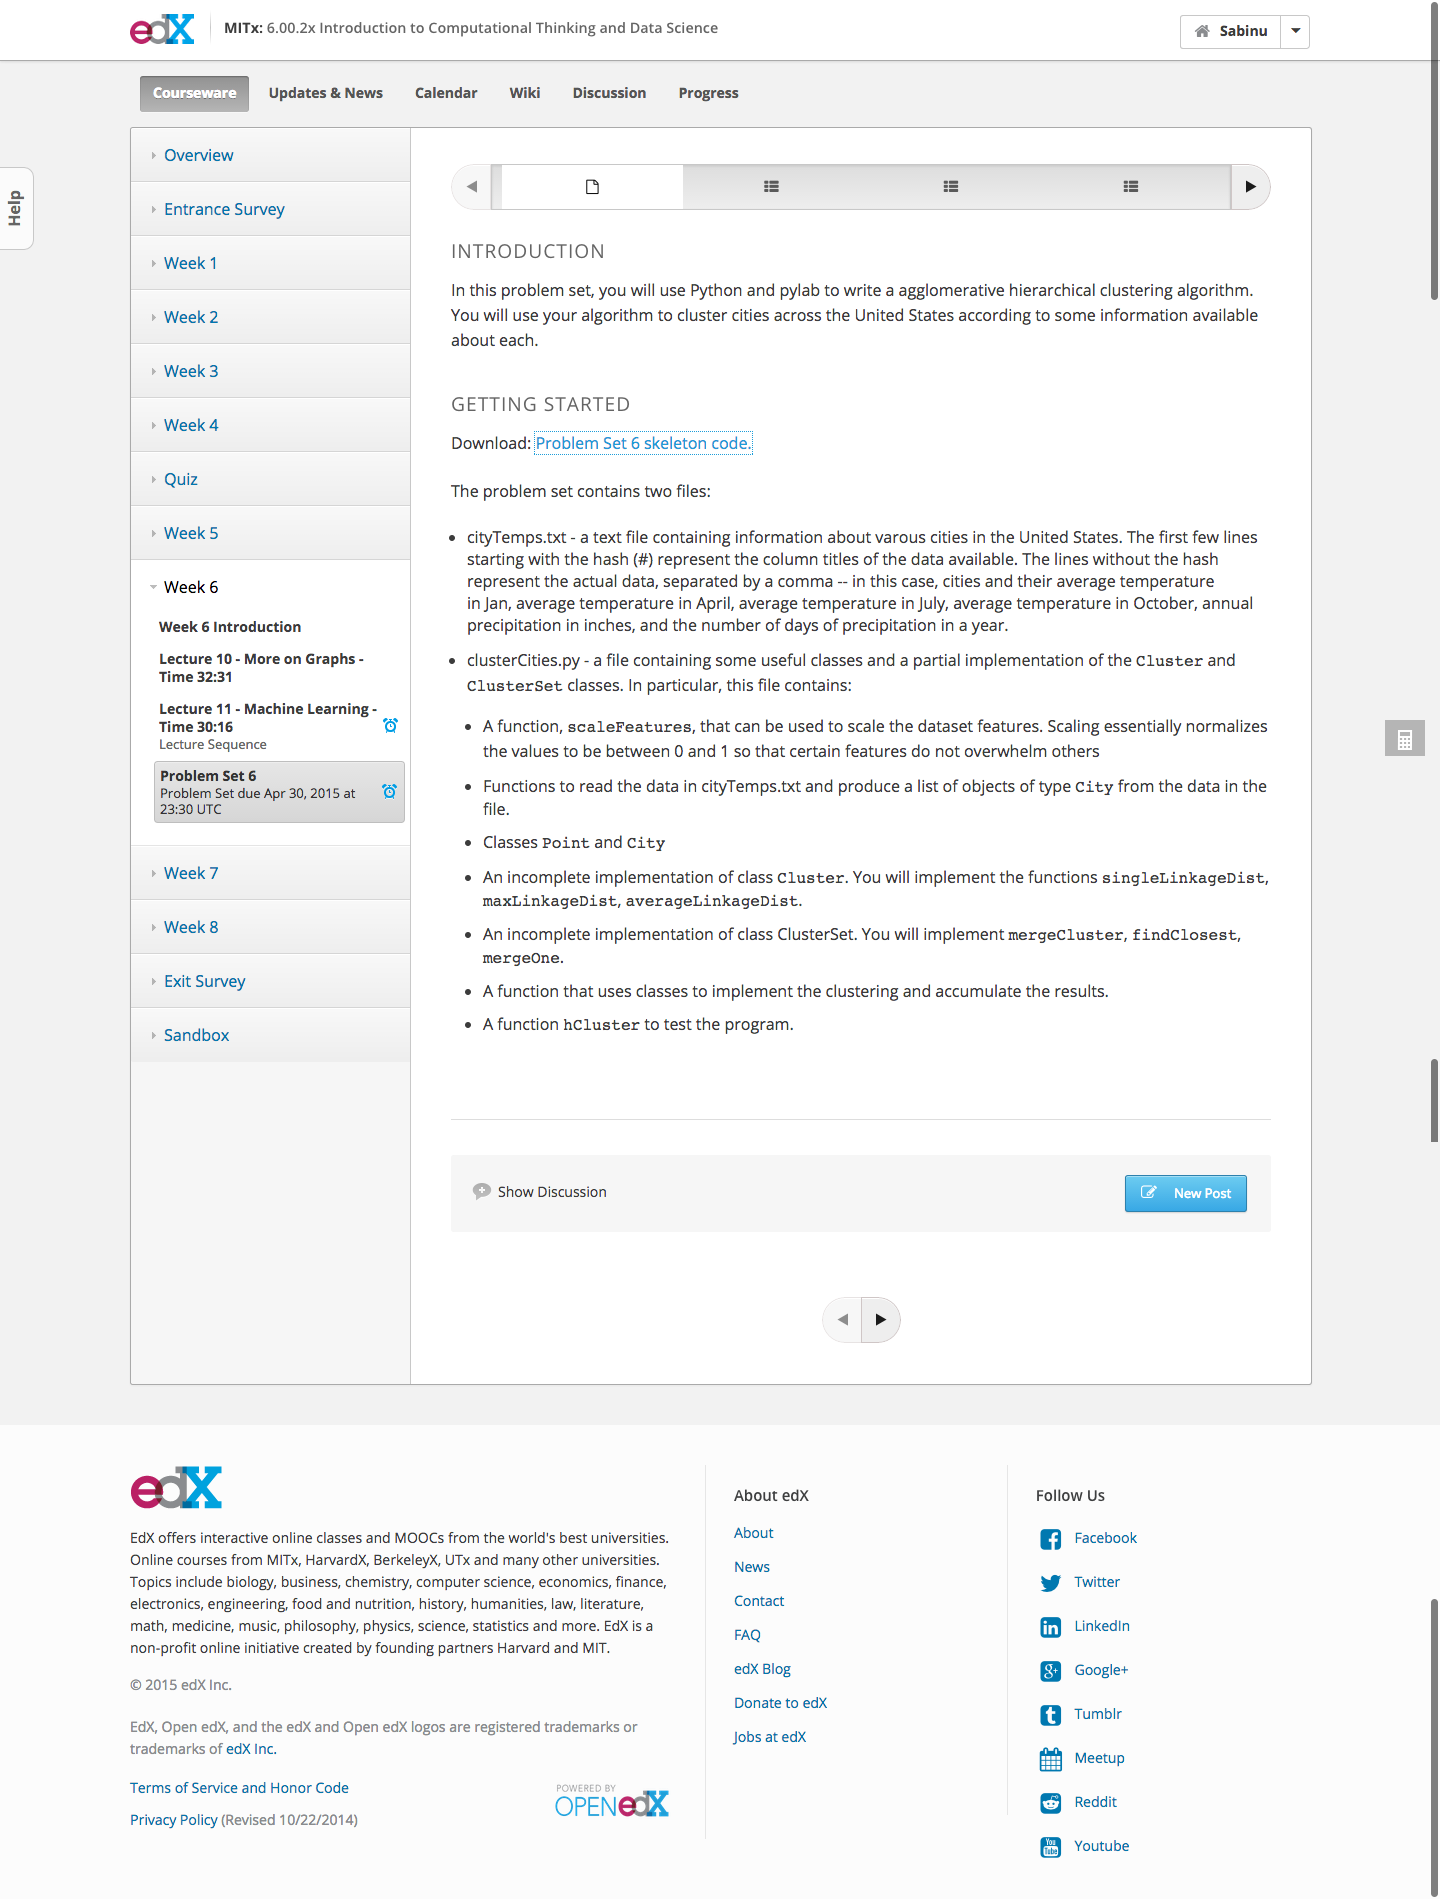 edX
MITx: 6.00.2x Introduction to Computational Thinking and Data Science
Sabinu
Courseware
Updates & News
Calendar
Wiki
Discussion
Progress
Help
Overview
Entrance Survey
Week 1
Week 2
Week 3
Week 4
Quiz
Week 5
Week 6
Week 6 Introduction
Lecture 10 - More on Graphs -
Time 32:31
Lecture 11 - Machine Learning -
Time 30:16
Lecture Sequence
Problem Set 6
Problem Set due Apr 30, 2015 at
23:30 UTC
Week 7
Week 8
Exit Survey
Sandbox
INTRODUCTION
In this problem set, you will use Python and pylab to write a agglomerative hierarchical clustering algorithm.
You will use your algorithm to cluster cities across the United States according to some information available
about each.
GETTING STARTED
Download: Problem Set 6 skeleton code.
The problem set contains two files:
• cityTemps.txt - a text file containing information about varous cities in the United States. The first few lines
starting with the hash (#) represent the column titles of the data available. The lines without the hash
represent the actual data, separated by a comma -- in this case, cities and their average temperature
in Jan, average temperature in April, average temperature in July, average temperature in October, annual
precipitation in inches, and the number of days of precipitation in a year.
• clusterCities.py - a file containing some useful classes and a partial implementation of the Cluster and
ClusterSet classes. In particular, this file contains:
• A function, scaleFeatures, that can be used to scale the dataset features. Scaling essentially normalizes
the values to be between 0 and 1 so that certain features do not overwhelm others
• Functions to read the data in cityTemps.txt and produce a list of objects of type City from the data in the
file.
• Classes Point and City
• An incomplete implementation of class Cluster. You will implement the functions singleLinkageDist,
maxLinkageDist, averageLinkageDist.
• An incomplete implementation of class ClusterSet. You will implement mergeCluster, findClosest,
mergeOne.
• A function that uses classes to implement the clustering and accumulate the results.
• A function hCluster to test the program.
Show Discussion
New Post
edX
EdX offers interactive online classes and MOOCs from the world's best universities.
Online courses from MITx, HarvardX, BerkeleyX, UTx and many other universities.
Topics include biology, business, chemistry, computer science, economics, finance,
electronics, engineering, food and nutrition, history, humanities, law, literature,
math, medicine, music, philosophy, physics, science, statistics and more. EdX is a
non-profit online initiative created by founding partners Harvard and MIT.
© 2015 edX Inc.
EdX, Open edX, and the edX and Open edX logos are registered trademarks or
trademarks of edX Inc.
Terms of Service and Honor Code
Privacy Policy (Revised 10/22/2014)
POWERED BY
OPEN edX
About edX
About
News
Contact
FAQ
edX Blog
Donate to edX
Jobs at edX
Follow Us
Facebook
Twitter
LinkedIn
Google+
Tumblr
Meetup
Reddit
Youtube